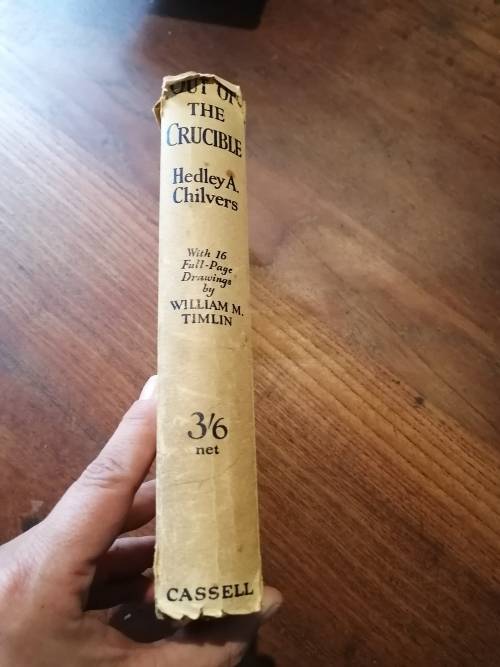 OUT OF
THE
CRUCIBLE
Hedley A.
Chilvers
With 16
Full-Page
Drawings
by
WILLIAM M.
TIMLIN
3/6
net
CASSELL